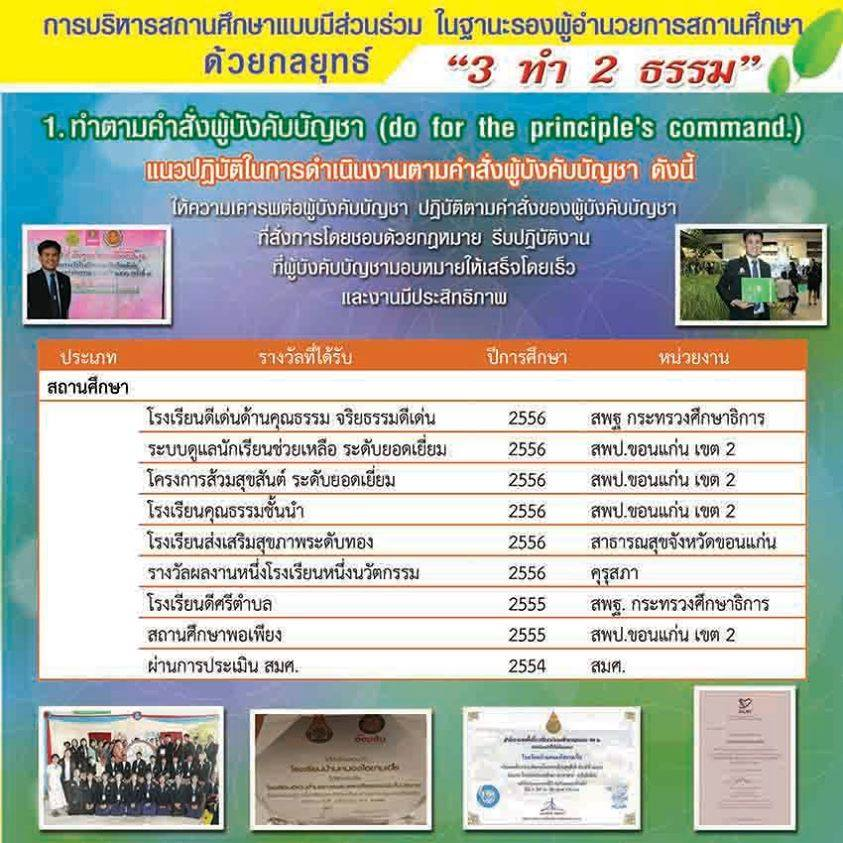 การบริหารสถานศึกษาแบบมีส่วนร่วม ในฐานะรองผู้อำนวยการสถานศึกษา
ด้วยกลยุทธ์ “3 ทำ 2 ธรรม”
1. ทำตามคำสั่งผู้บังคับบัญชา (do for the principle's command.)
แนวปฏิบัติในการดำเนินงานตามคำสั่งผู้บังคับบัญชา ดังนี้
ให้ความเคารพต่อผู้บังคับบัญชา ปฏิบัติตามคำสั่งของผู้บังคับบัญชา
ที่สั่งการโดยชอบด้วยกฎหมาย รีบปฏิบัติงาน
ที่ผู้บังคับบัญชามอบหมายให้เสร็จโดยเร็ว
และงานมีประสิทธิภาพ
ประเภท รางวัลที่ได้รับ ปีการศึกษา หน่วยงาน
สถานศึกษา
โรงเรียนดีเด่นด้านคุณธรรม จริยธรรมดีเด่น 2556 สพฐ กระทรวงศึกษาธิการ
ระบบดูแลนักเรียนช่วยเหลือ ระดับยอดเยี่ยม 2556 สพป.ขอนแก่น เขต 2
โครงการส้วมสุขสันต์ ระดับยอดเยี่ยม 2556 สพป.ขอนแก่น เขต 2
โรงเรียนคุณธรรมชั้นนำ 2556 สพป.ขอนแก่น เขต 2
โรงเรียนส่งเสริมสุขภาพระดับทอง 2556 สาธารณสุขจังหวัดขอนแก่น
รางวัลผลงานหนึ่งโรงเรียนหนึ่งนวัตกรรม 2556 คุรุสภา
โรงเรียนดีศรีตำบล 2555 สพฐ. กระทรวงศึกษาธิการ
สถานศึกษาพอเพียง 2555 สพป.ขอนแก่น เขต 2
ผ่านการประเมิน สมศ. 2554 สมศ.